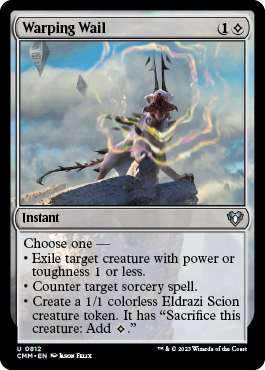 Warping Wail 1
Instant
Choose one —
• Exile target creature with power or
toughness 1 or less.
• Counter target sorcery spell.
• Create a 1/1 colorless Eldrazi Scion
creature token. It has “Sacrifice this
creature: Add .”
U 0812
CMM • EN Jason Felix
™ & © 2023 Wizards of the Coast